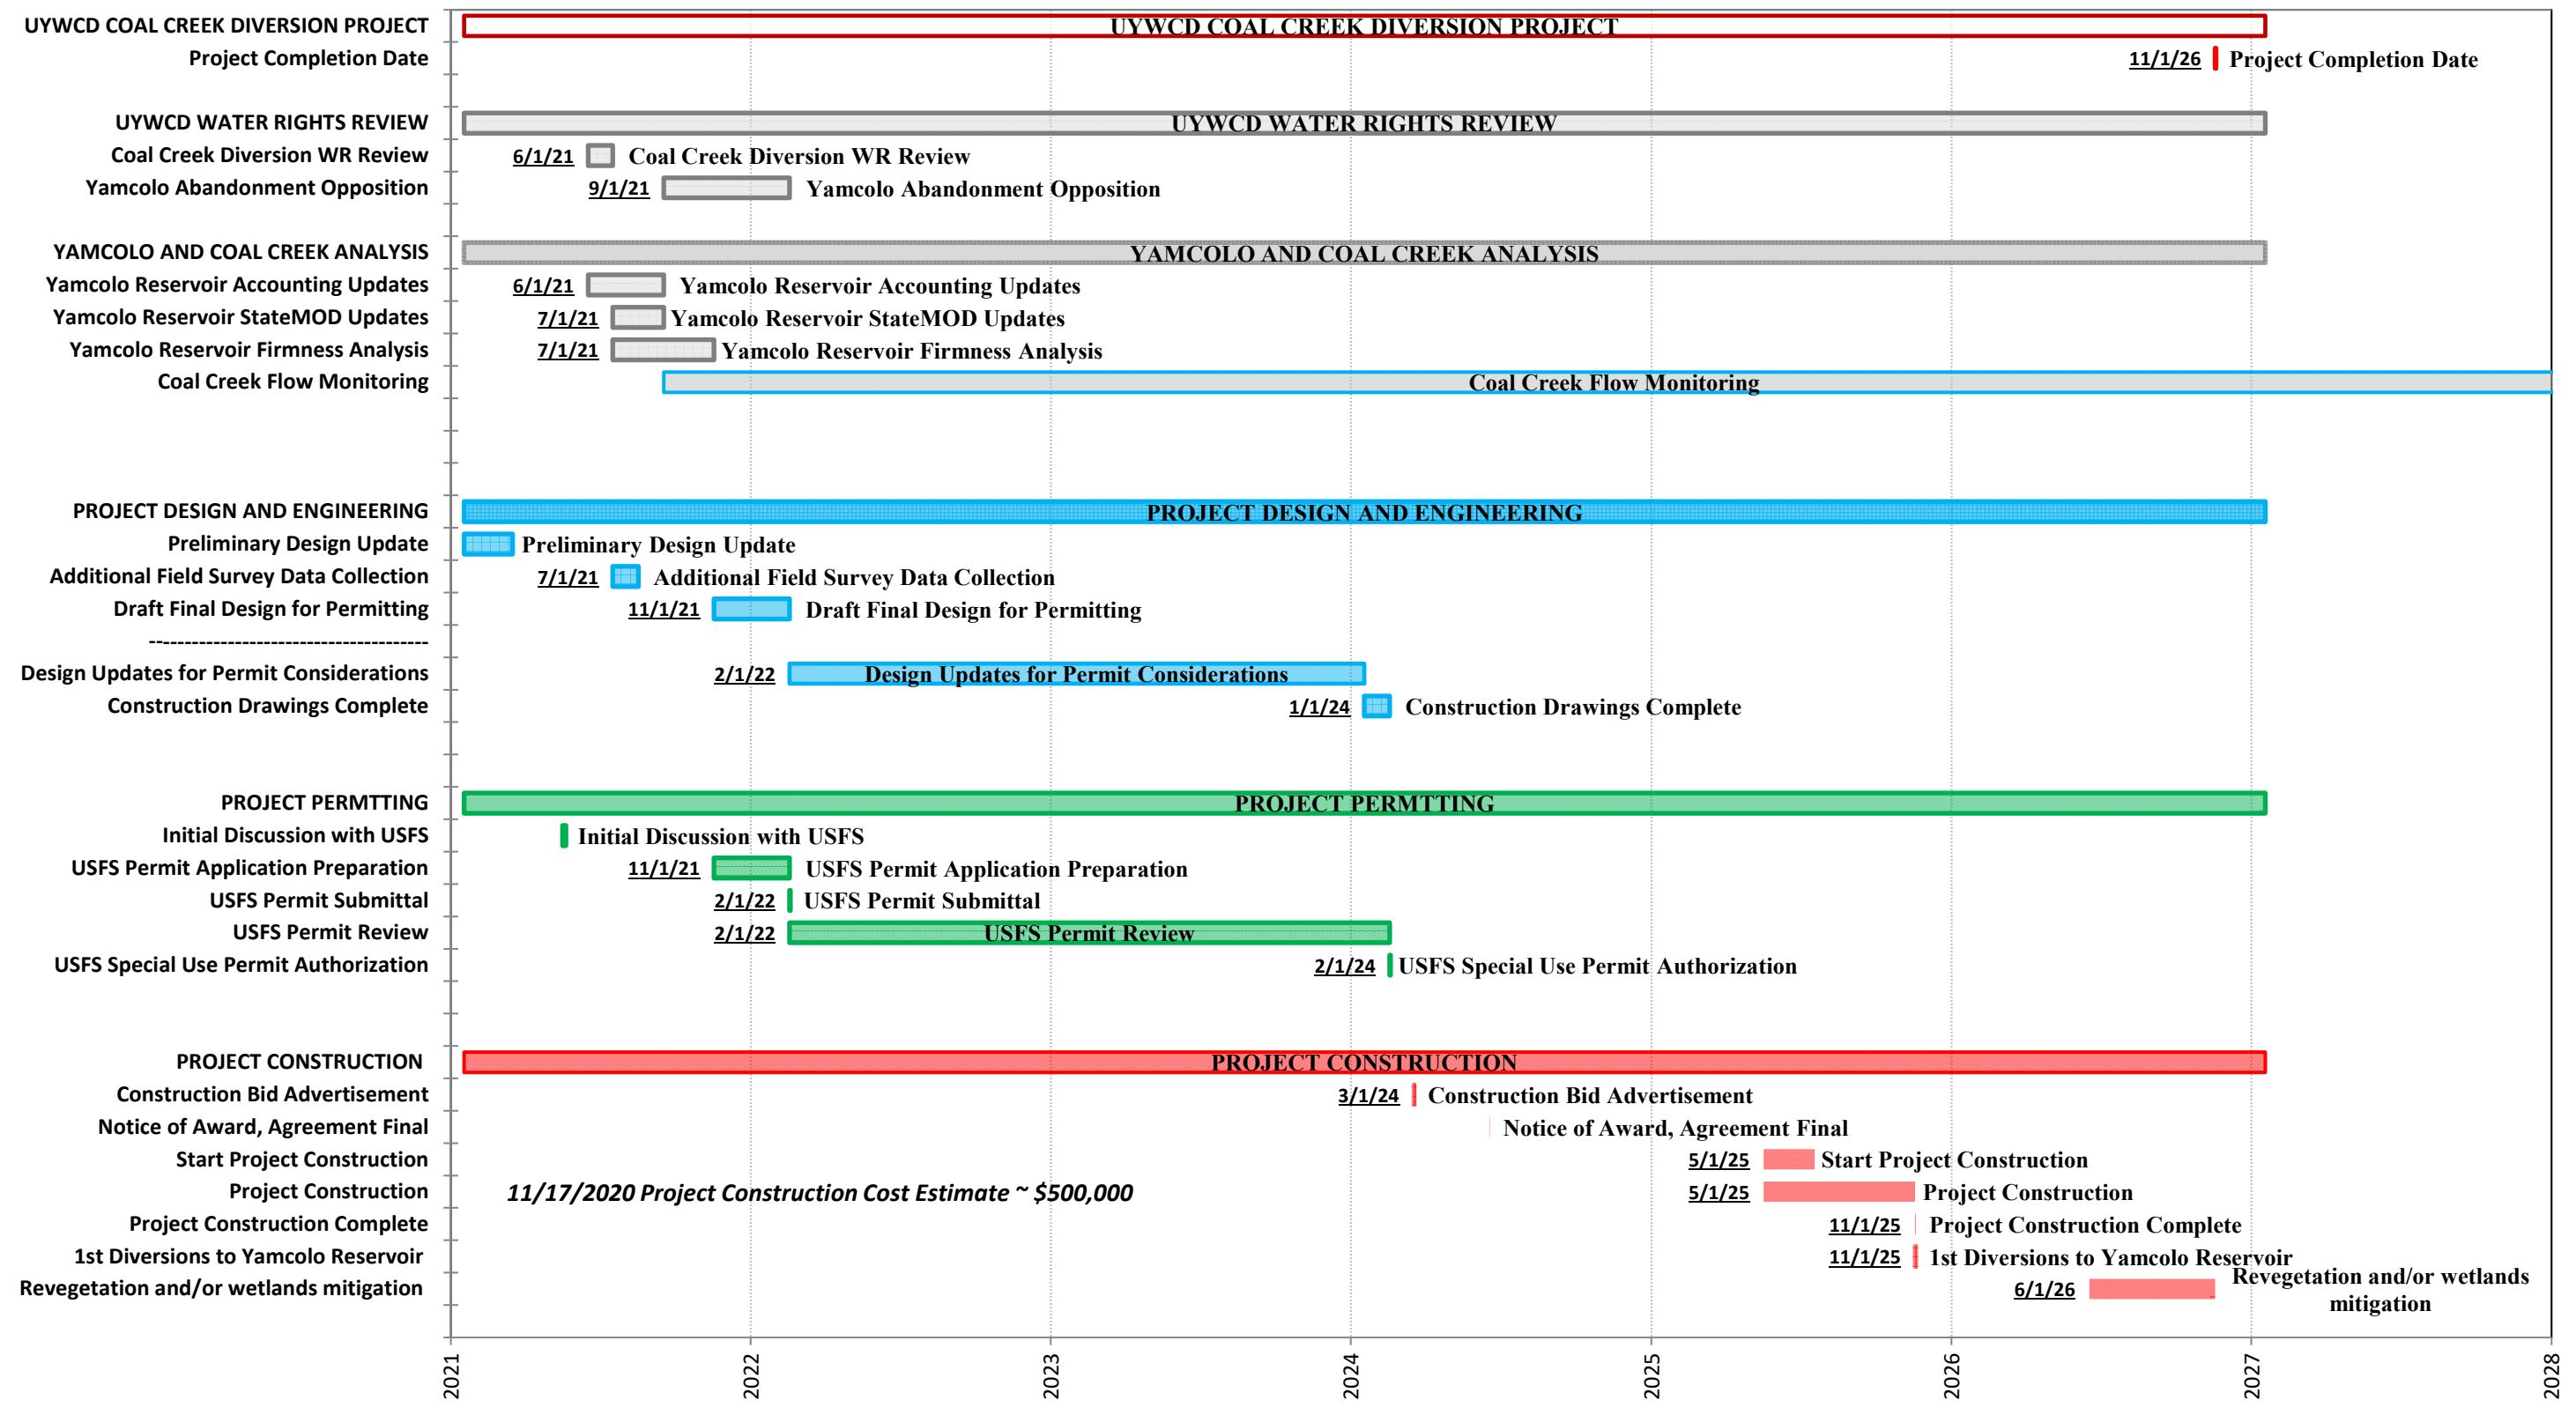 UYWCD COAL CREEK DIVERSION PROJECT UYWCD COAL CREEK DIVERSION PROJECT
Project Completion Date 11/1/26 Project Completion Date
UYWCD WATER RIGHTS REVIEW UYWCD WATER RIGHTS REVIEW
Coal Creek Diversion WR Review 6/1/21 Coal Creek Diversion WR Review
Yamcolo Abandonment Opposition 9/1/21 Yamcolo Abandonment Opposition
YAMCOLO AND COAL CREEK ANALYSIS YAMCOLO AND COAL CREEK ANALYSIS
Yamcolo Reservoir Accounting Updates 6/1/21 Yamcolo Reservoir Accounting Updates
Yamcolo Reservoir StateMOD Updates 7/1/21 Yamcolo Reservoir StateMOD Updates
Yamcolo Reservoir Firmness Analysis 7/1/21 Yamcolo Reservoir Firmness Analysis
Coal Creek Flow Monitoring Coal Creek Flow Monitoring
PROJECT DESIGN AND ENGINEERING PROJECT DESIGN AND ENGINEERING
Preliminary Design Update Preliminary Design Update
Additional Field Survey Data Collection 7/1/21 Additional Field Survey Data Collection
Draft Final Design for Permitting 11/1/21 Draft Final Design for Permitting
---------------------------------------
Design Updates for Permit Considerations 2/1/22 Design Updates for Permit Considerations
Construction Drawings Complete 1/1/24 Construction Drawings Complete
PROJECT PERMTTING PROJECT PERMTTING
Initial Discussion with USFS Initial Discussion with USFS
USFS Permit Application Preparation 11/1/21 USFS Permit Application Preparation
USFS Permit Submittal 2/1/22 USFS Permit Submittal
USFS Permit Review 2/1/22 USFS Permit Review
USFS Special Use Permit Authorization 2/1/24 USFS Special Use Permit Authorization
PROJECT CONSTRUCTION PROJECT CONSTRUCTION
Construction Bid Advertisement 3/1/24 Construction Bid Advertisement
Notice of Award, Agreement Final Notice of Award, Agreement Final
Start Project Construction 5/1/25 Start Project Construction
Project Construction 11/17/2020 Project Construction Cost Estimate ~ $500,000 5/1/25 Project Construction
Project Construction Complete 11/1/25 Project Construction Complete
1st Diversions to Yamcolo Reservoir 11/1/25 1st Diversions to Yamcolo Reservoir
Revegetation and/or wetlands mitigation 6/1/26 Revegetation and/or wetlands
mitigation
2021 2022 2023 2024 2025 2026 2027 2028